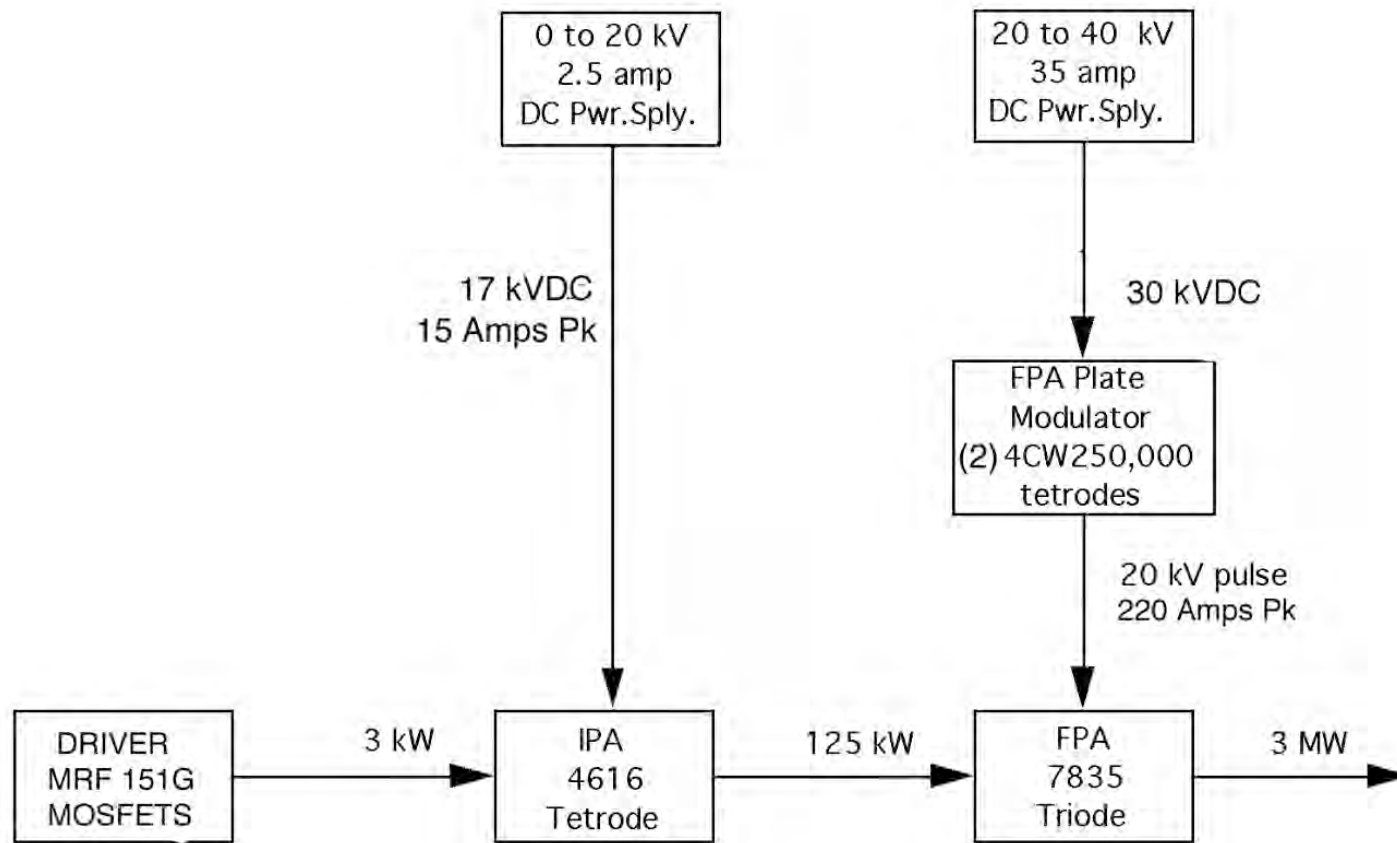 0 to 20 kV
2.5 amp
DC Pwr.Sply.
20 to 40 kV
35 amp
DC Pwr.Sply.
17 kVDC
15 Amps Pk
30 kVDC
FPA Plate
Modulator
(2) 4CW250,000
tetrodes
20 kV pulse
220 Amps Pk
DRIVER
MRF 151G
MOSFETS
3 kW
IPA
4616
Tetrode
125 kW
FPA
7835
Triode
3 MW